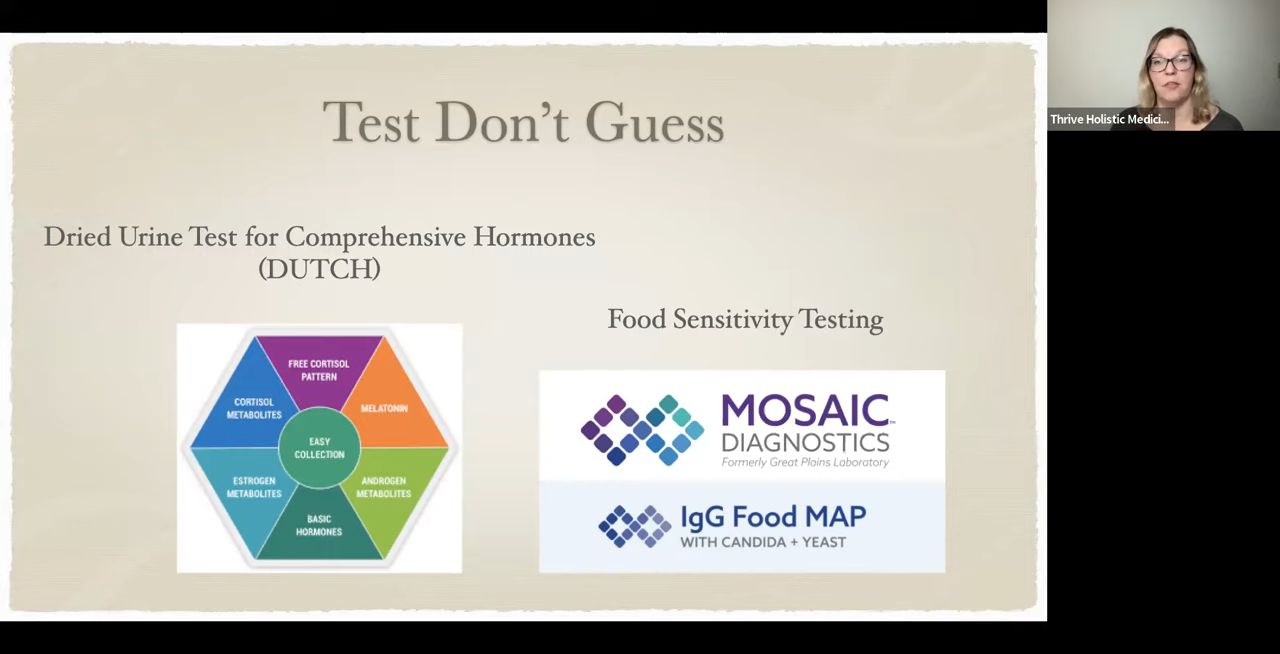 Test Don't Guess
Thrive Holistic Medici...
Dried Urine Test for Comprehensive Hormones
(DUTCH)
FREE CORTISOL
PATTERN
CORTISOL
METABOLITES
MELATONIN
EASY
COLLECTION
ESTROGEN
METABOLITES
ANDROGEN
METABOLITES
BASIC
HORMONES
Food Sensitivity Testing
MOSAIC
DIAGNOSTICS
Formerly Great Plains Laboratory
IgG Food MAP
WITH CANDIDA + YEAST